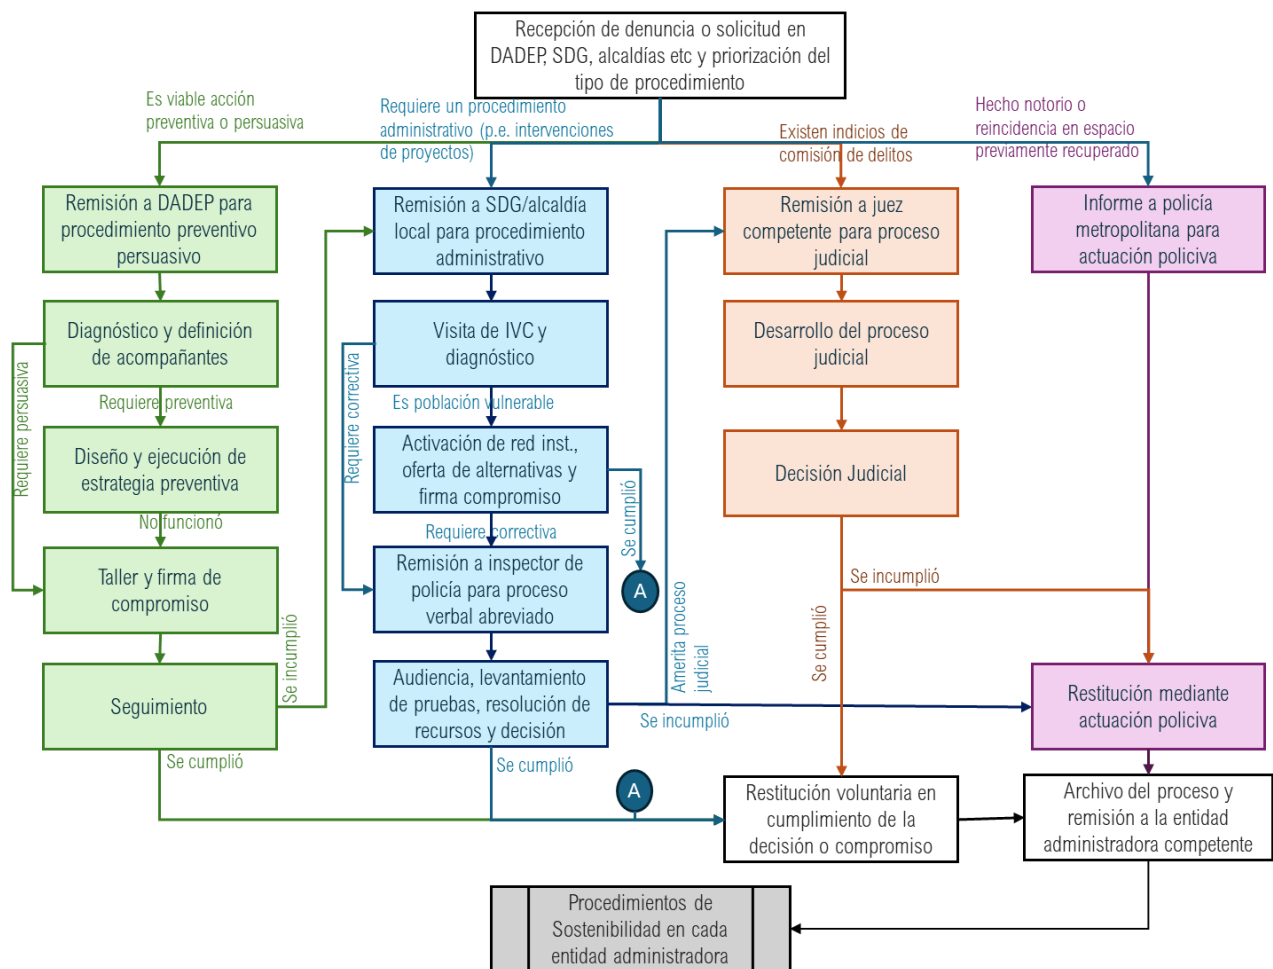 Recepción de denuncia o solicitud en
DADEP, SDG, alcaldías etc y priorización del
tipo de procedimiento
Es viable acción
preventiva o persuasiva
Requiere un procedimiento
administrativo (p.e. intervenciones
de proyectos)
Existen indicios de
comisión de delitos
Hecho notorio o
reincidencia en espacio
previamente recuperado
Remisión a DADEP para
procedimiento preventivo
persuasivo
Remisión a SDG/alcaldía
local para procedimiento
administrativo
Remisión a juez
competente para proceso
judicial
Informe a policía
metropolitana para
actuación policiva
Diagnóstico y definición
de acompañantes
Visita de IVC y
diagnóstico
Desarrollo del proceso
judicial
Requiere persuasiva
Requiere preventiva
Requiere correctiva
Es población vulnerable
Diseño y ejecución de
estrategia preventiva
Activación de red inst.,
oferta de alternativas y
firma compromiso
Decisión Judicial
No funcionó
Requiere correctiva
Se cumplió
A
Taller y firma de
compromiso
Remisión a inspector de
policía para proceso
verbal abreviado
Se incumplió
Se incumplió
Amerita proceso
judicial
Se cumplió
Seguimiento
Audiencia, levantamiento
de pruebas, resolución de
recursos y decisión
Se incumplió
Restitución mediante
actuación policiva
Se cumplió
Se cumplió
A
Restitución voluntaria en
cumplimiento de la
decisión o compromiso
Archivo del proceso y
remisión a la entidad
administradora competente
Procedimientos de
Sostenibilidad en cada
entidad administradora